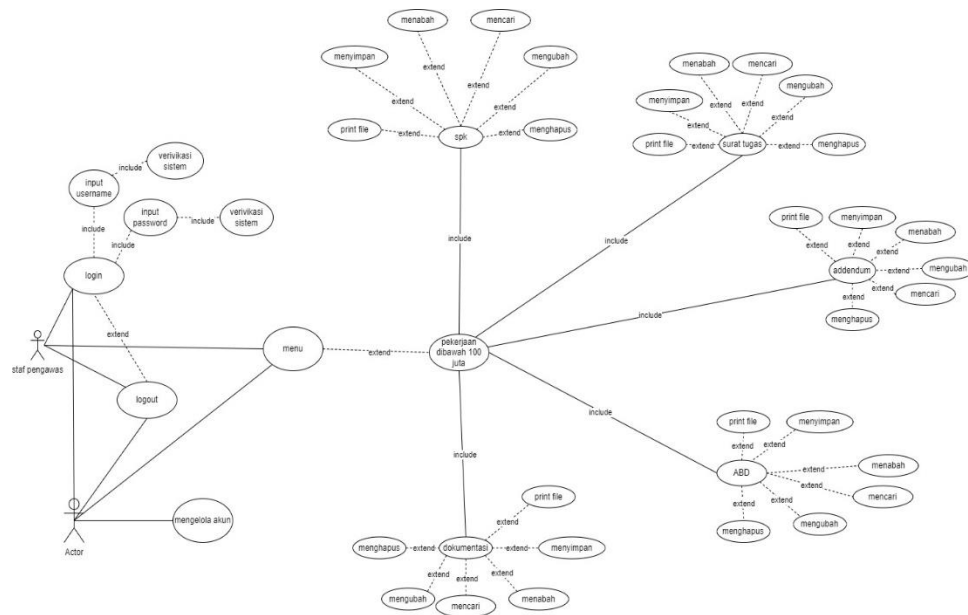 menabah
mencari
menyimpan
mengubah
extend
extend
extend
extend
print file
extend
spk
extend
menghapus
menabah
mencari
menyimpan
mengubah
extend
extend
extend
extend
print file
extend
surat tugas
extend
menghapus
verivikasi
sistem
include
input
username
include
input
password
include
verivikasi
sistem
include
login
include
include
print file
menyimpan
menabah
extend
extend
extend
addendum
extend
mengubah
extend
extend
mencari
menghapus
include
extend
staf pengawas
menu
extend
pekerjaan
dibawah 100
juta
logout
include
include
print file
menyimpan
extend
extend
ABD
extend
menabah
extend
mencari
extend
extend
menghapus
mengubah
Actor
mengelola akun
print file
extend
menghapus
extend
dokumentasi
extend
menyimpan
extend
extend
extend
mengubah
mencari
menabah